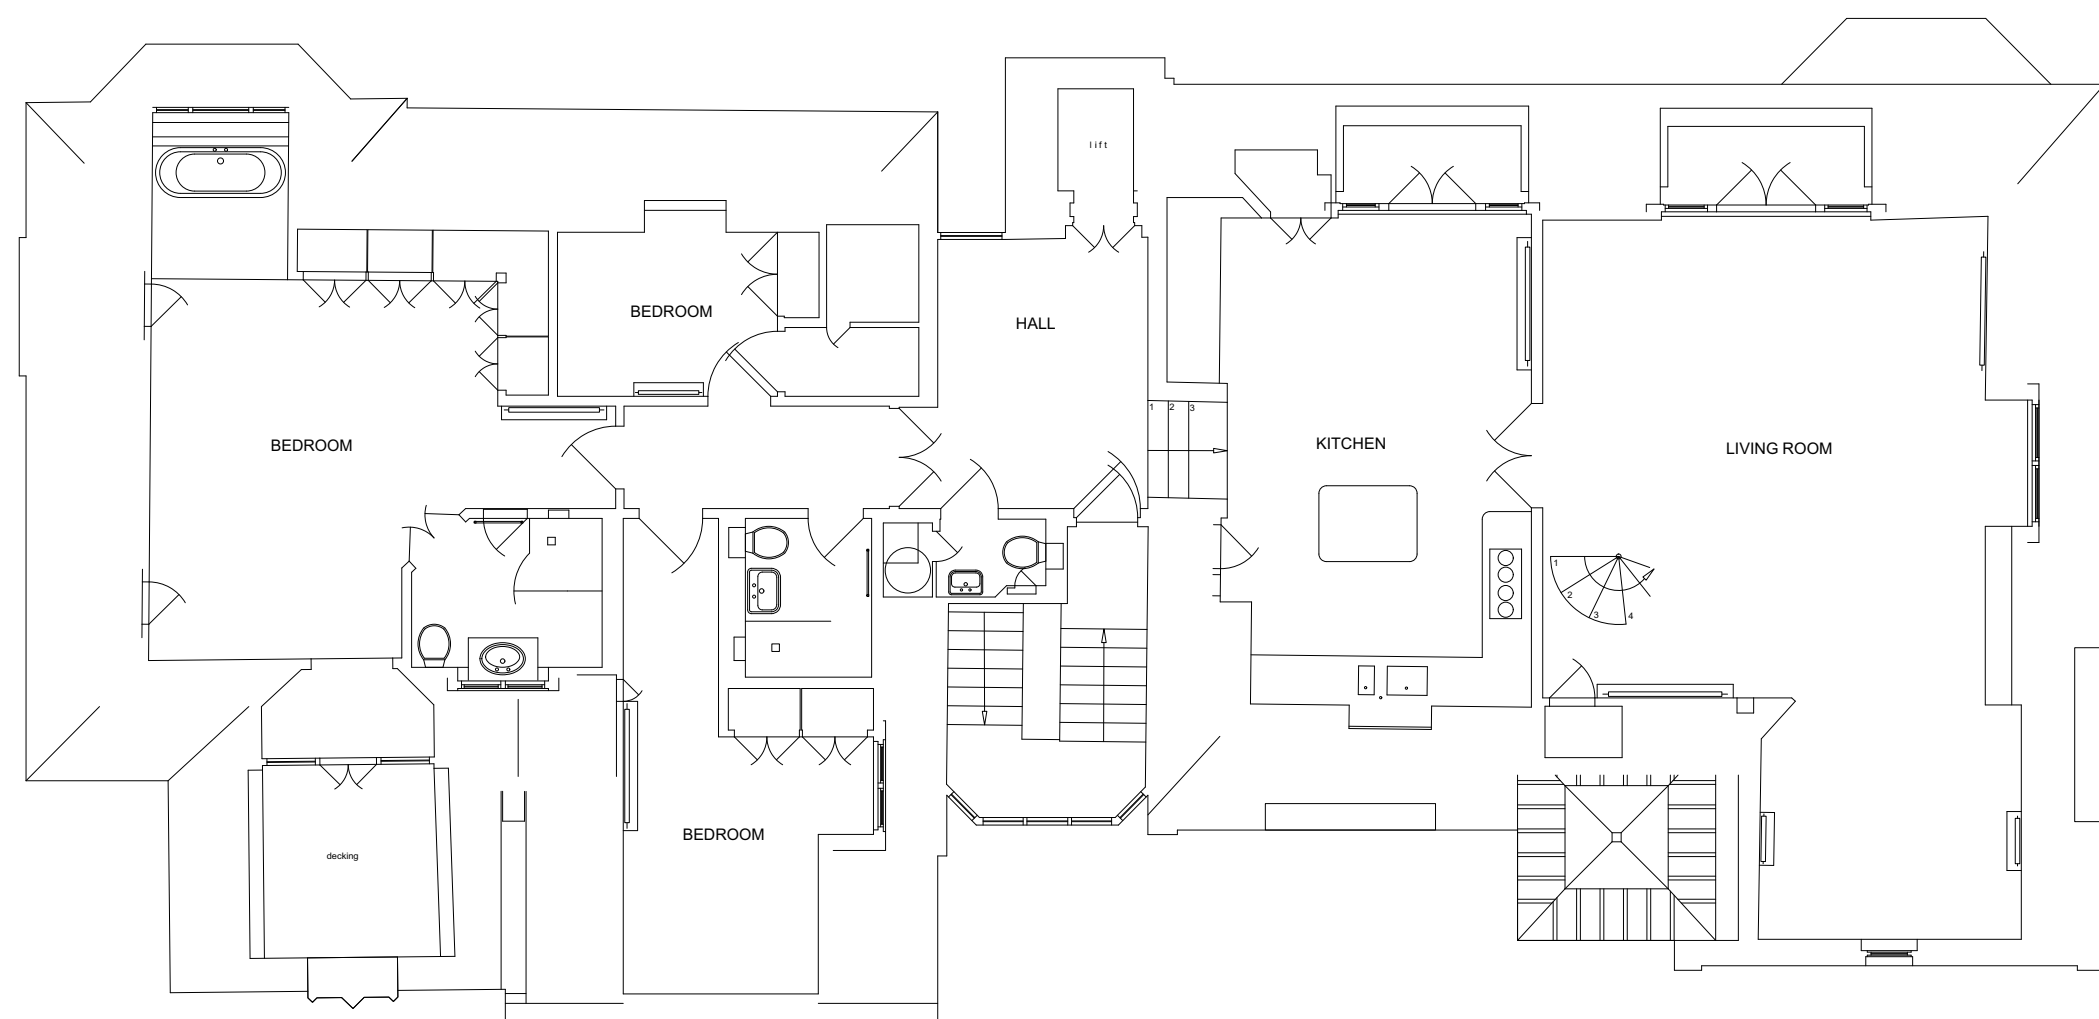 lift
BEDROOM
HALL
1 2 3
KITCHEN
BEDROOM
LIVING ROOM
1
2
3
4
BEDROOM
decking